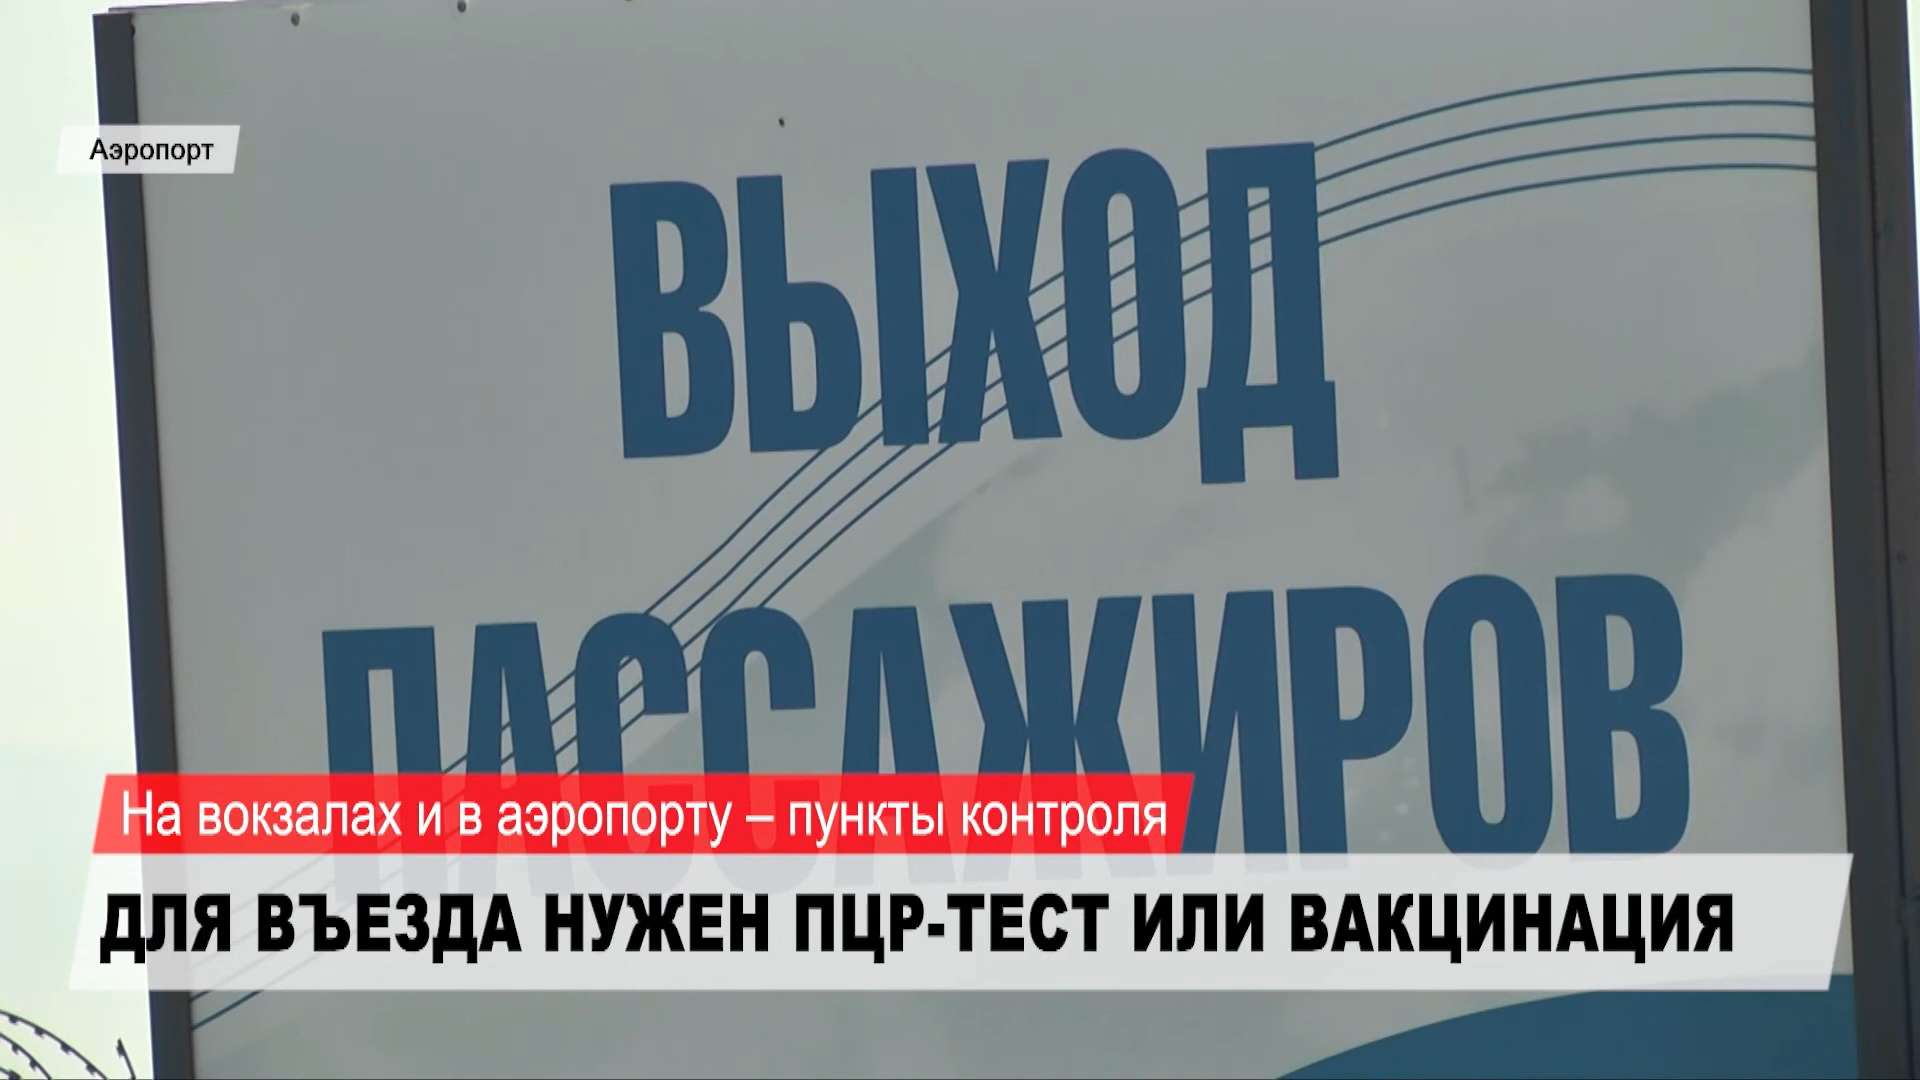 Аэропорт
ВЫХОД
ПАССАЖИРОВ
На вокзалах и в аэропорту – пункты контроля
ДЛЯ ВЪЕЗДА НУЖЕН ПЦР-ТЕСТ ИЛИ ВАКЦИНАЦИЯ